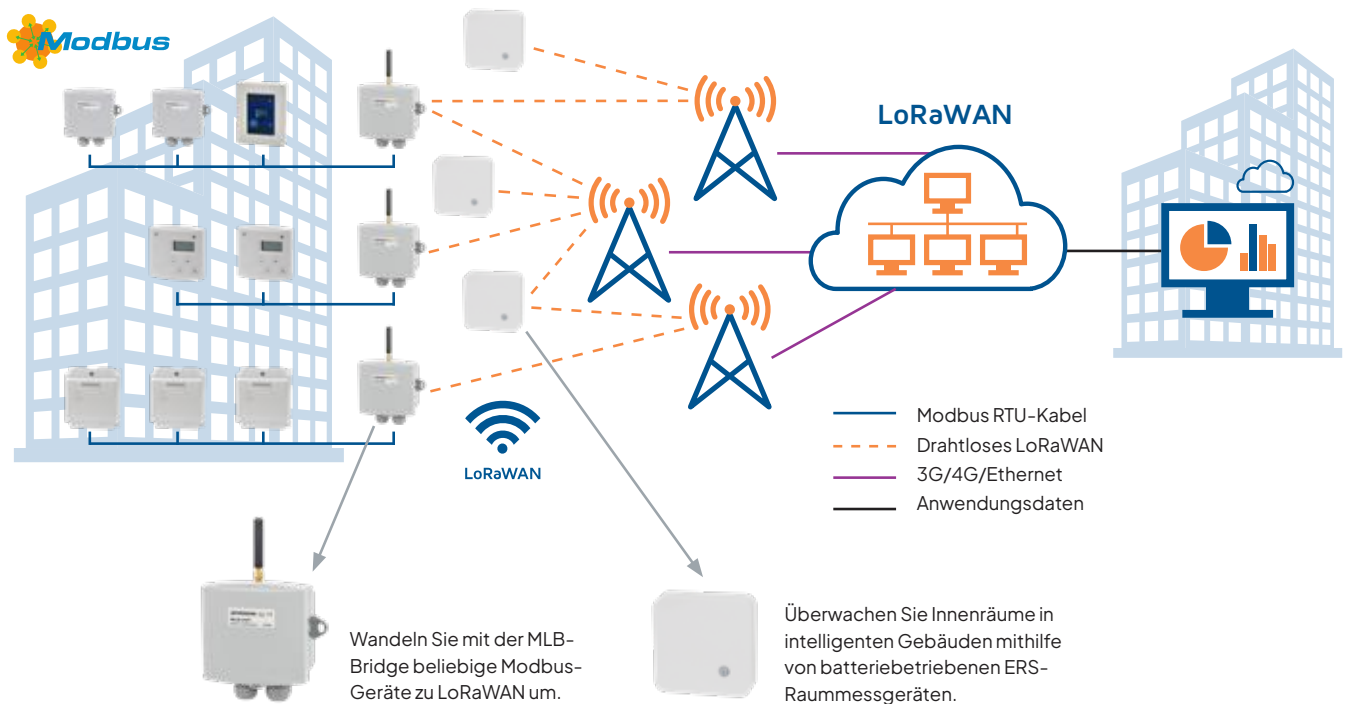 Modbus
LoRaWAN
LoRaWAN
Modbus RTU-Kabel
Drahtloses LoRaWAN
3G/4G/Ethernet
Anwendungsdaten
Wandeln Sie mit der MLB-
Bridge beliebige Modbus-
Geräte zu LoRaWAN um.
Überwachen Sie Innenräume in
intelligenten Gebäuden mithilfe
von batteriebetriebenen ERS-
Raummessgeräten.